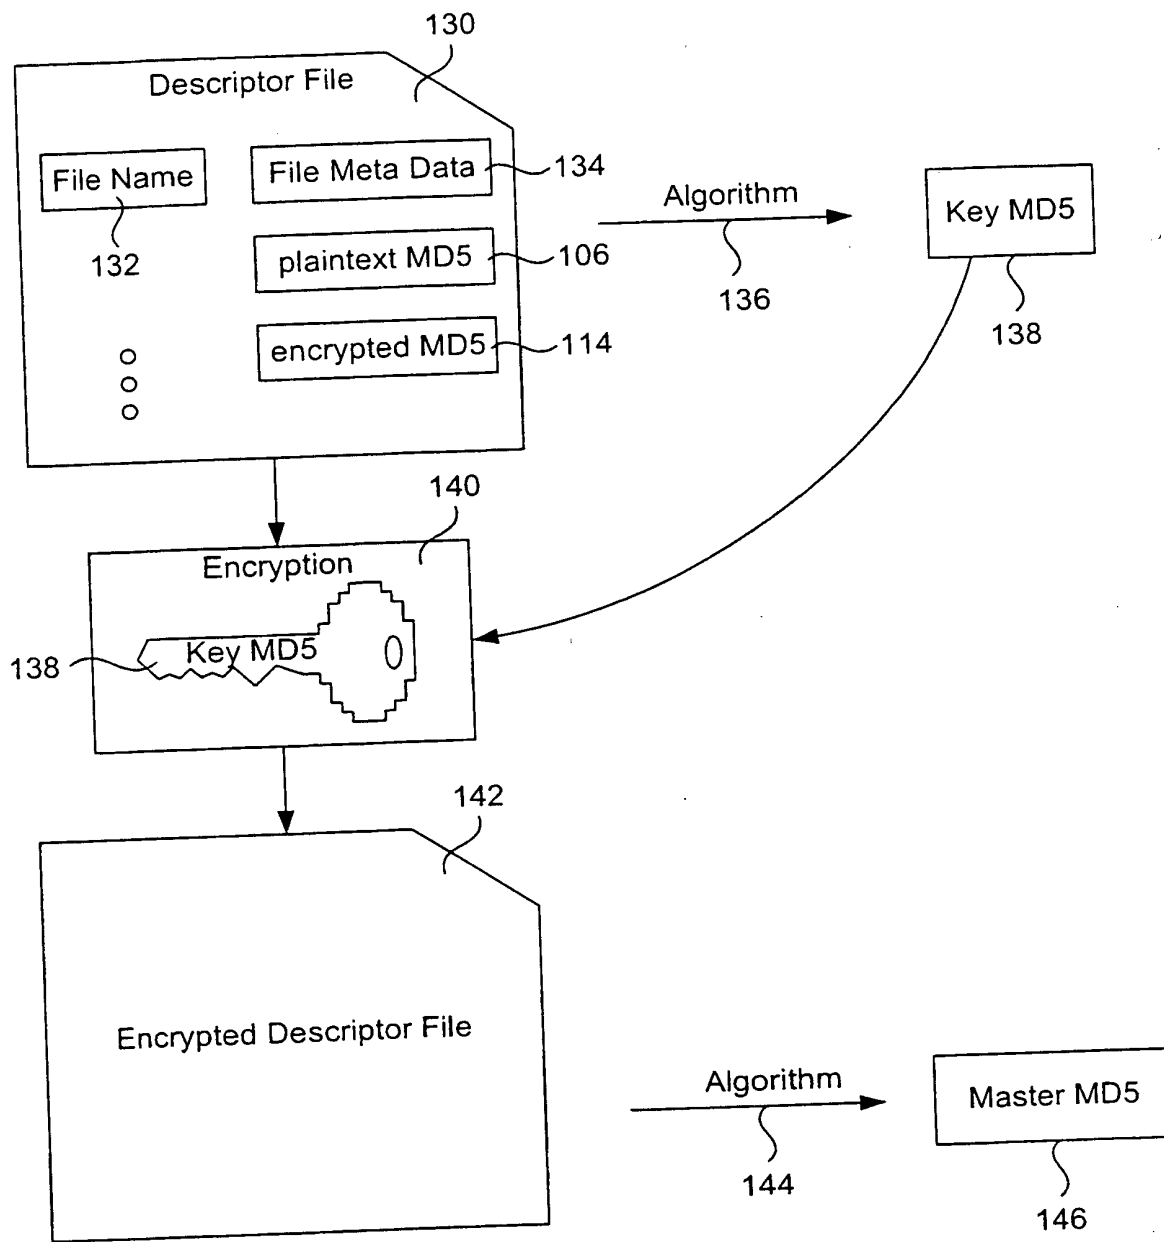 130
Descriptor File
File Name
File Meta Data
134
132
plaintext MD5
106
encrypted MD5
114
Algorithm
136
Key MD5
138
140
Encryption
Key MD5
138
142
Encrypted Descriptor File
Algorithm
144
Master MD5
146